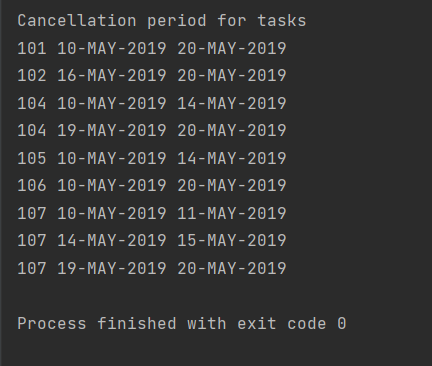 Cancellation period for tasks
101 10-MAY-2019 20-MAY-2019
102 16-MAY-2019 20-MAY-2019
104 10-MAY-2019 14-MAY-2019
104 19-MAY-2019 20-MAY-2019
105 10-MAY-2019 14-MAY-2019
106 10-MAY-2019 20-MAY-2019
107 10-MAY-2019 11-MAY-2019
107 14-MAY-2019 15-MAY-2019
107 19-MAY-2019 20-MAY-2019
Process finished with exit code 0